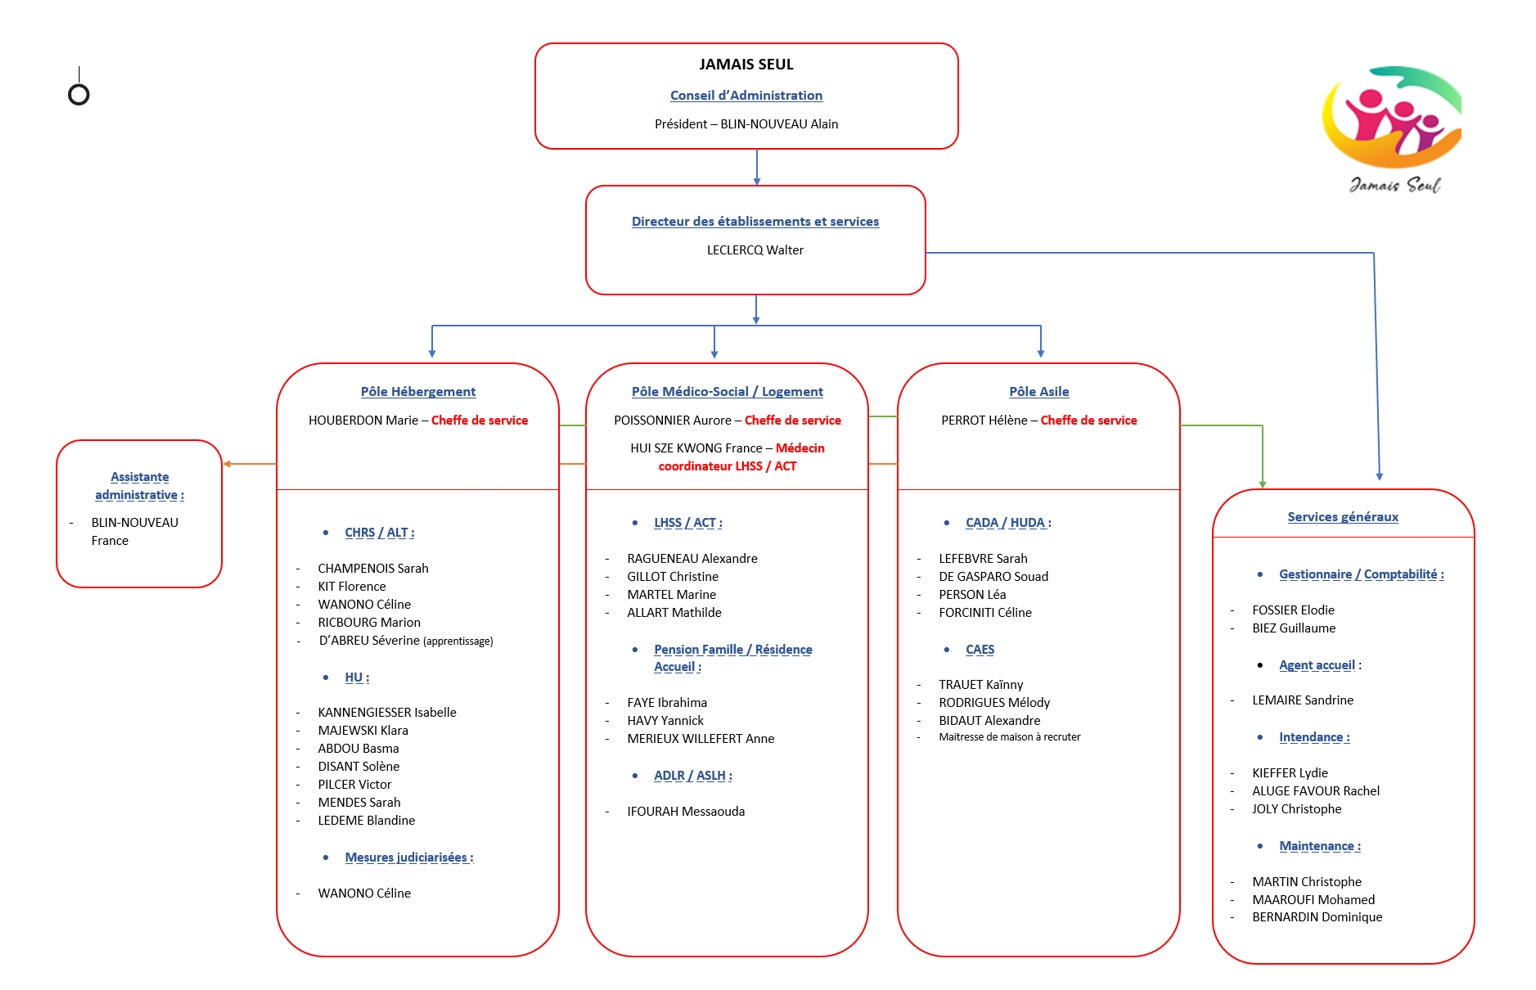 JAMAIS SEUL
Conseil d’Administration
Président – BLIN-NOUVEAU Alain
Jamais Seul
Directeur des établissements et services
LECLERCQ Walter
Assistante
administrative :
- BLIN-NOUVEAU
France
Pôle Hébergement
HOUBERDON Marie – Cheffe de service
• CHRS / ALT :
- CHAMPENOIS Sarah
- KIT Florence
- WANONO Céline
- RICBOURG Marion
- D’ABREU Séverine (apprentissage)
• HU :
- KANNENGIESSER Isabelle
- MAJEWSKI Klara
- ABDOU Basma
- DISANT Solène
- PILCER Victor
- MENDES Sarah
- LEDEME Blandine
• Mesures judiciarisées :
- WANONO Céline
Pôle Médico-Social / Logement
POISSONNIER Aurore – Cheffe de service
HUI SZE KWONG France – Médecin
coordinateur LHSS / ACT
• LHSS / ACT :
- RAGUENEAU Alexandre
- GILLOT Christine
- MARTEL Marine
- ALLART Mathilde
• Pension Famille / Résidence
Accueil :
- FAYE Ibrahima
- HAVY Yannick
- MERIEUX WILLEFERT Anne
• ADLR / ASLH :
- IFOURAH Messaouda
Pôle Asile
PERROT Hélène – Cheffe de service
• CADA / HUDA :
- LEFEBVRE Sarah
- DE GASPARO Souad
- PERSON Léa
- FORCINITI Céline
• CAES
- TRAUET Kaïnny
- RODRIGUES Mélody
- BIDAUT Alexandre
- Maitresse de maison à recruter
Services généraux
• Gestionnaire / Comptabilité :
- FOSSIER Elodie
- BIEZ Guillaume
• Agent accueil :
- LEMAIRE Sandrine
• Intendance :
- KIEFFER Lydie
- ALUGE FAVOUR Rachel
- JOLY Christophe
• Maintenance :
- MARTIN Christophe
- MAAROUFI Mohamed
- BERNARDIN Dominique